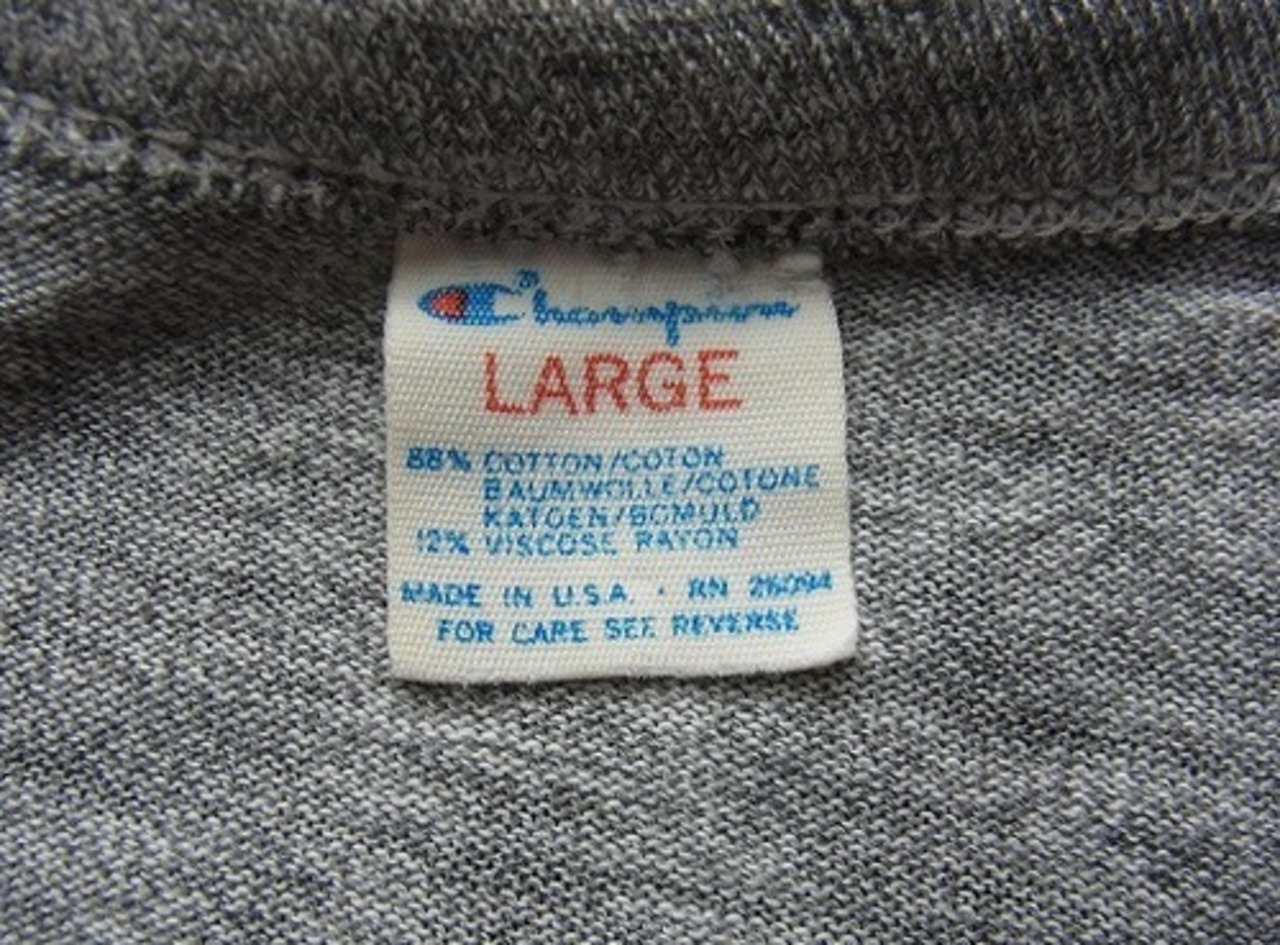 Champion
LARGE
88% COTTON/COTON
BAUMWOLLE/COTONE
KATOEN/BOMULD
12% VISCOSE RAYON
MADE IN U.S.A. · RN 26094
FOR CARE SEE REVERSE